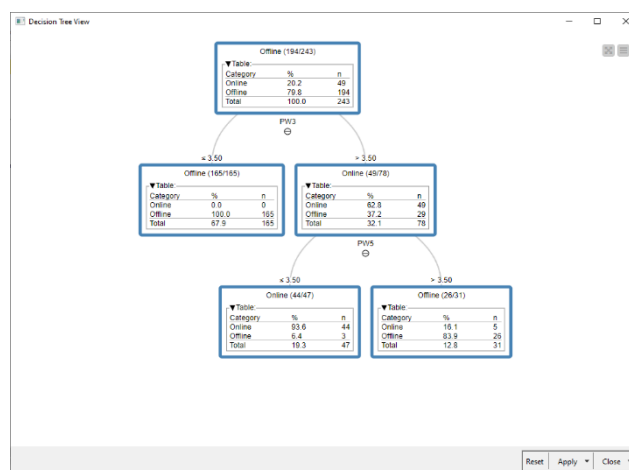 Decision Tree View
Offline (194/243)
▼Table:
Category % n
Online 20.2 49
Offline 79.8 194
Total 100.0 243
PW3
≤ 3.50
> 3.50
Offline (165/165)
▼Table:
Category % n
Online 0.0 0
Offline 100.0 165
Total 67.9 165
Online (49/78)
▼Table:
Category % n
Online 62.8 49
Offline 37.2 29
Total 32.1 78
PW5
≤ 3.50
> 3.50
Online (44/47)
▼Table:
Category % n
Online 93.6 44
Offline 6.4 3
Total 19.3 47
Offline (26/31)
▼Table:
Category % n
Online 16.1 5
Offline 83.9 26
Total 12.8 31
Reset Apply Close